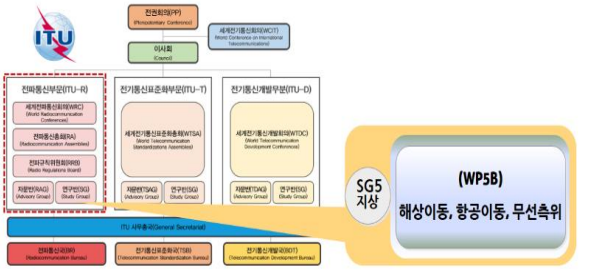 ITU
전권회의(PP)
(Plenipotentiary Conference)
세계전기통신회의(WCIT)
(World Conference on International
Telecommunications)
이사회
(Council)
전파통신부문(ITU-R)
세계전파통신회의(WRC)
(World Radiocommunication
Conferences)
전파통신총회(RA)
(Radiocommunication Assemblies)
전파규칙위원회(RRB)
(Radio Regulations Board)
자문반(RAG)
(Advisory Group)
연구반(SG)
(Study Group)
전기통신표준화부문(ITU-T)
세계전기통신표준화총회(WTSA)
(World Telecommunication
Standardizations Assemblies)
자문반(TSAG)
(Advisory Group)
연구반(SG)
(Study Group)
전기통신개발부문(ITU-D)
세계전기통신개발회의(WTDC)
(World Telecommunication
Development Conferences)
자문반(TDAG)
(Advisory Group)
연구반(SG)
(Study Group)
ITU 사무총국(General Secretariat)
전파통신국(BR)
(Radiocommunication Bureau)
전기통신표준화국(TSB)
(Telecommunication Standardization Bureau)
전기통신개발국(BDT)
(Telecommunication Development Bureau)
SG5
지상
(WP5B)
해상이동, 항공이동, 무선측위